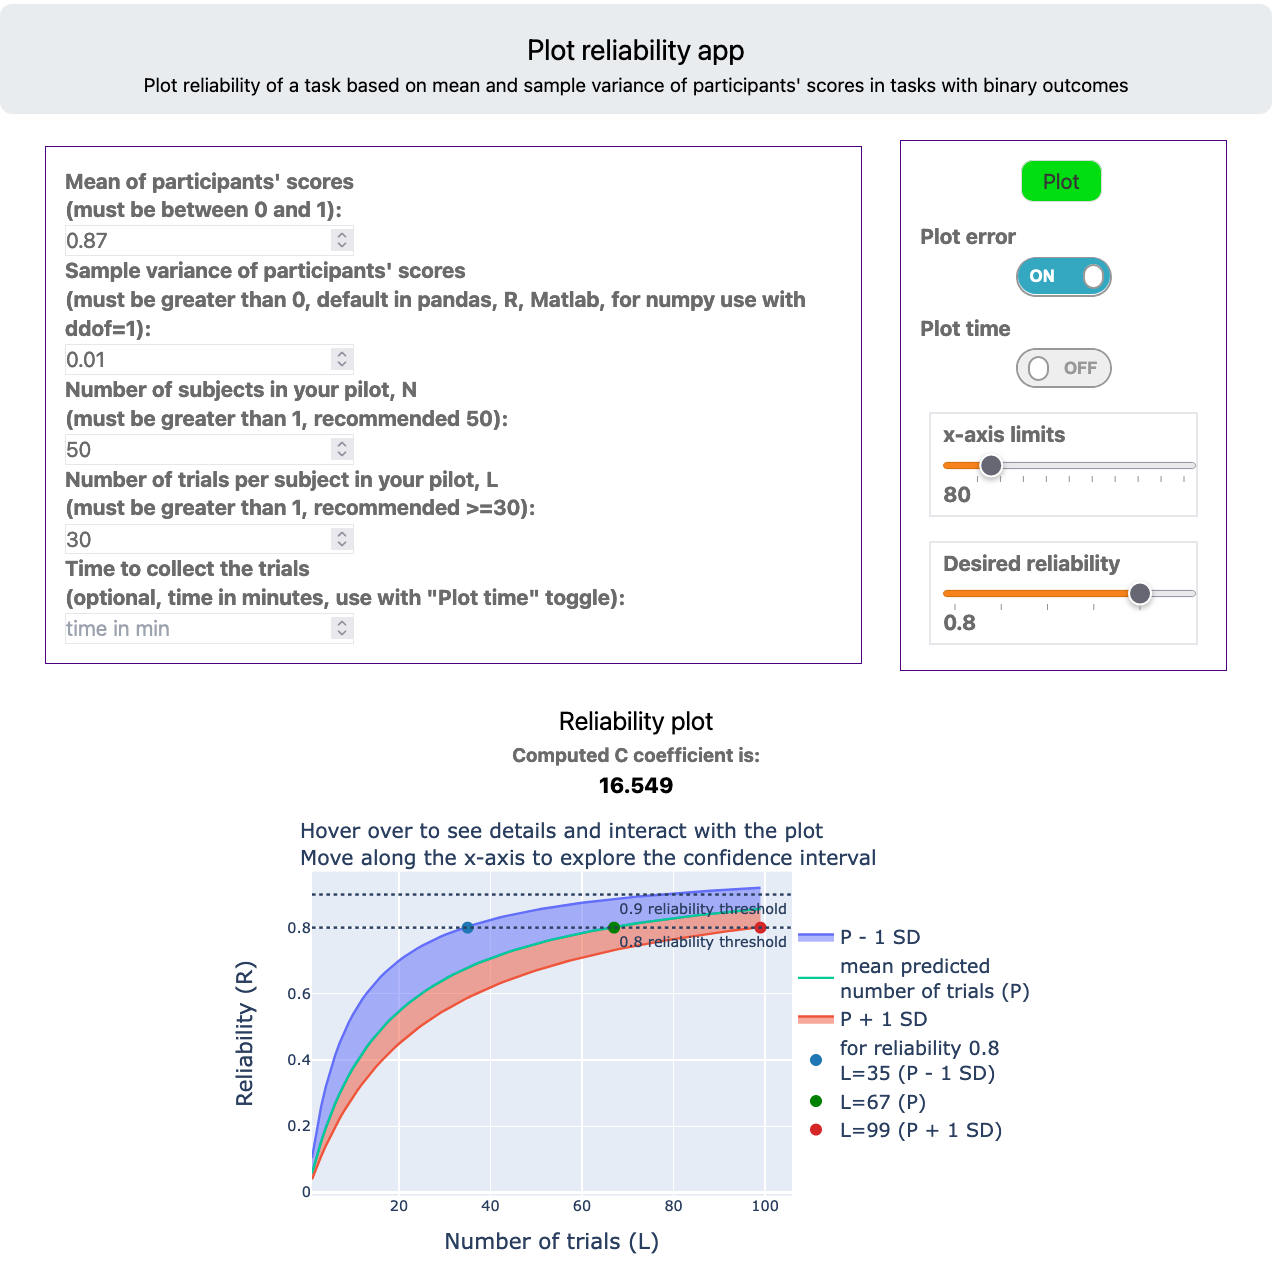 Plot reliability app
Plot reliability of a task based on mean and sample variance of participants' scores in tasks with binary outcomes
Mean of participants' scores
(must be between 0 and 1):
0.87
Sample variance of participants' scores
(must be greater than 0, default in pandas, R, Matlab, for numpy use with
ddof=1):
0.01
Number of subjects in your pilot, N
(must be greater than 1, recommended 50):
50
Number of trials per subject in your pilot, L
(must be greater than 1, recommended >=30):
30
Time to collect the trials
(optional, time in minutes, use with "Plot time" toggle):
time in min
Plot
Plot error
ON
Plot time
OFF
x-axis limits
80
Desired reliability
0.8
Reliability plot
Computed C coefficient is:
16.549
Hover over to see details and interact with the plot
Move along the x-axis to explore the confidence interval
0.9 reliability threshold
0.8 reliability threshold
0.8
0.6
0.4
0.2
0
20
40
60
80
100
Reliability (R)
Number of trials (L)
P - 1 SD
mean predicted
number of trials (P)
P + 1 SD
for reliability 0.8
L=35 (P - 1 SD)
L=67 (P)
L=99 (P + 1 SD)